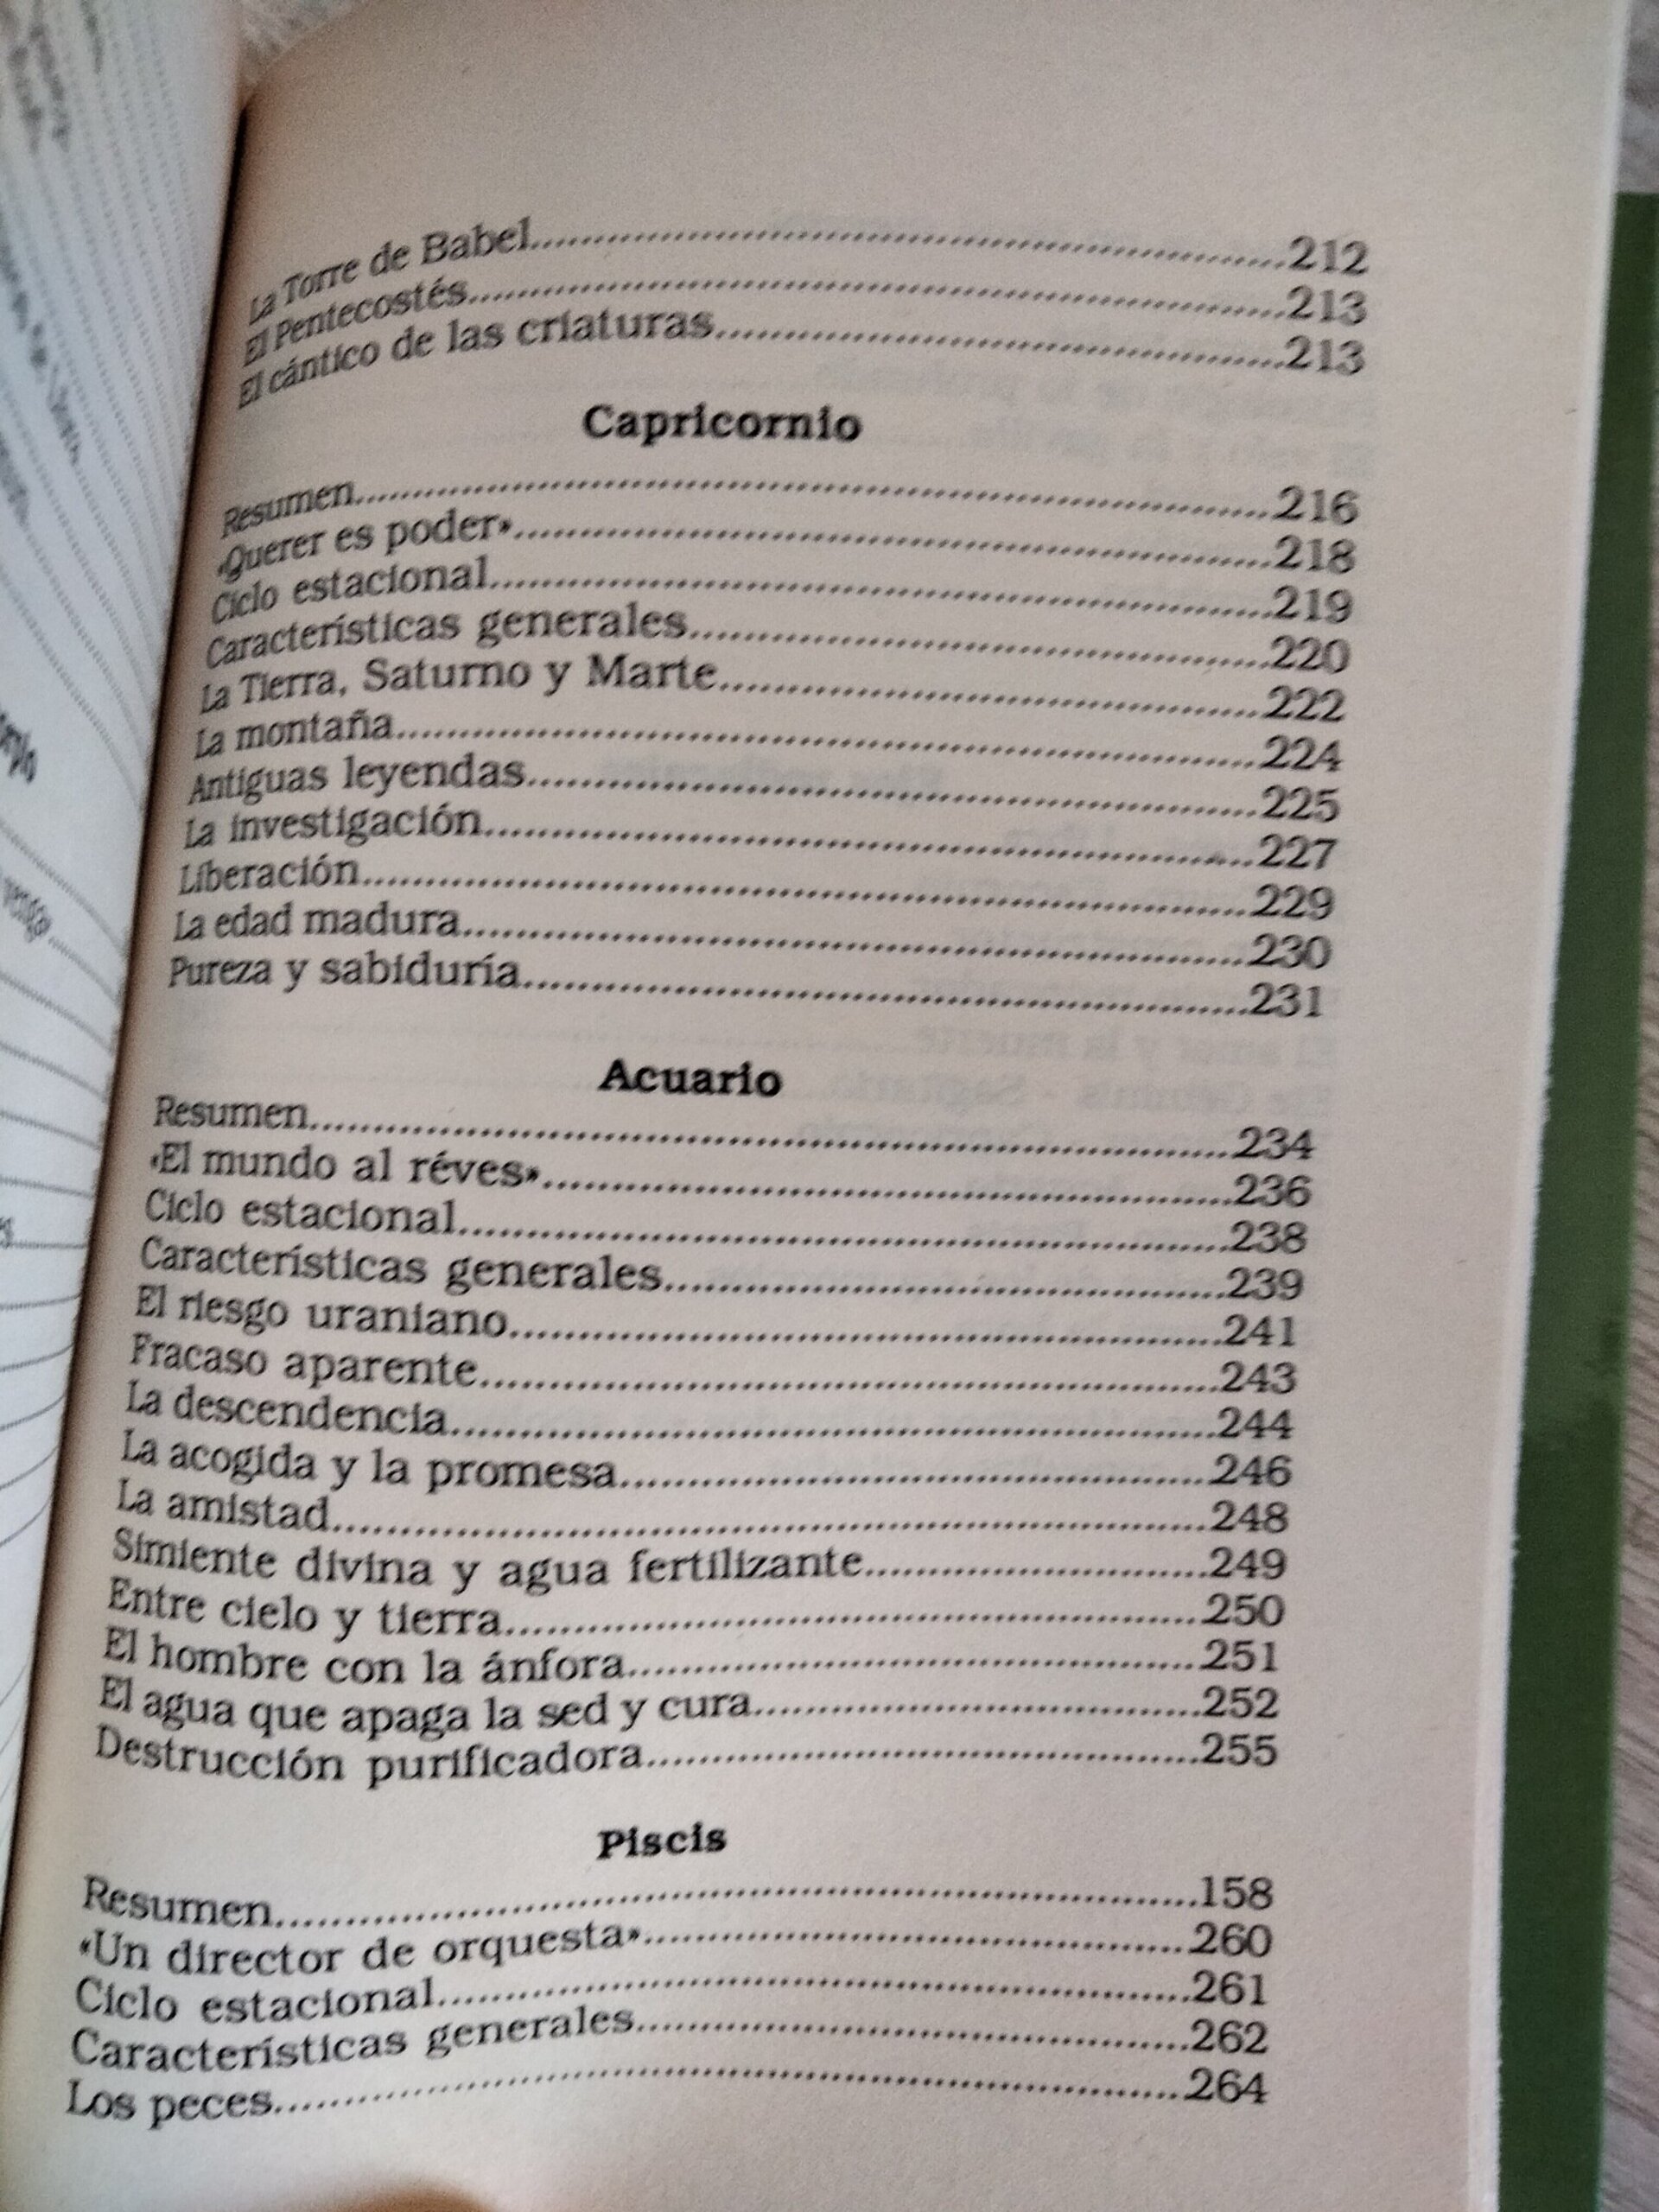 La Torre de Babel..........212
El Pentecostés..........213
El cántico de las criaturas..........213
Capricornio
Resumen..........216
«Querer es poder»..........218
Ciclo estacional..........219
Características generales..........220
La Tierra, Saturno y Marte..........222
La montaña..........224
Antiguas leyendas..........225
La investigación..........227
Liberación..........229
La edad madura..........230
Pureza y sabiduría..........231
Acuario
Resumen..........234
«El mundo al réves»..........236
Ciclo estacional..........238
Características generales..........239
El riesgo uraniano..........241
Fracaso aparente..........243
La descendencia..........244
La acogida y la promesa..........246
La amistad..........248
Simiente divina y agua fertilizante..........249
Entre cielo y tierra..........250
El hombre con la ánfora..........251
El agua que apaga la sed y cura..........252
Destrucción purificadora..........255
Piscis
Resumen..........158
«Un director de orquesta»..........260
Ciclo estacional..........261
Características generales..........262
Los peces..........264